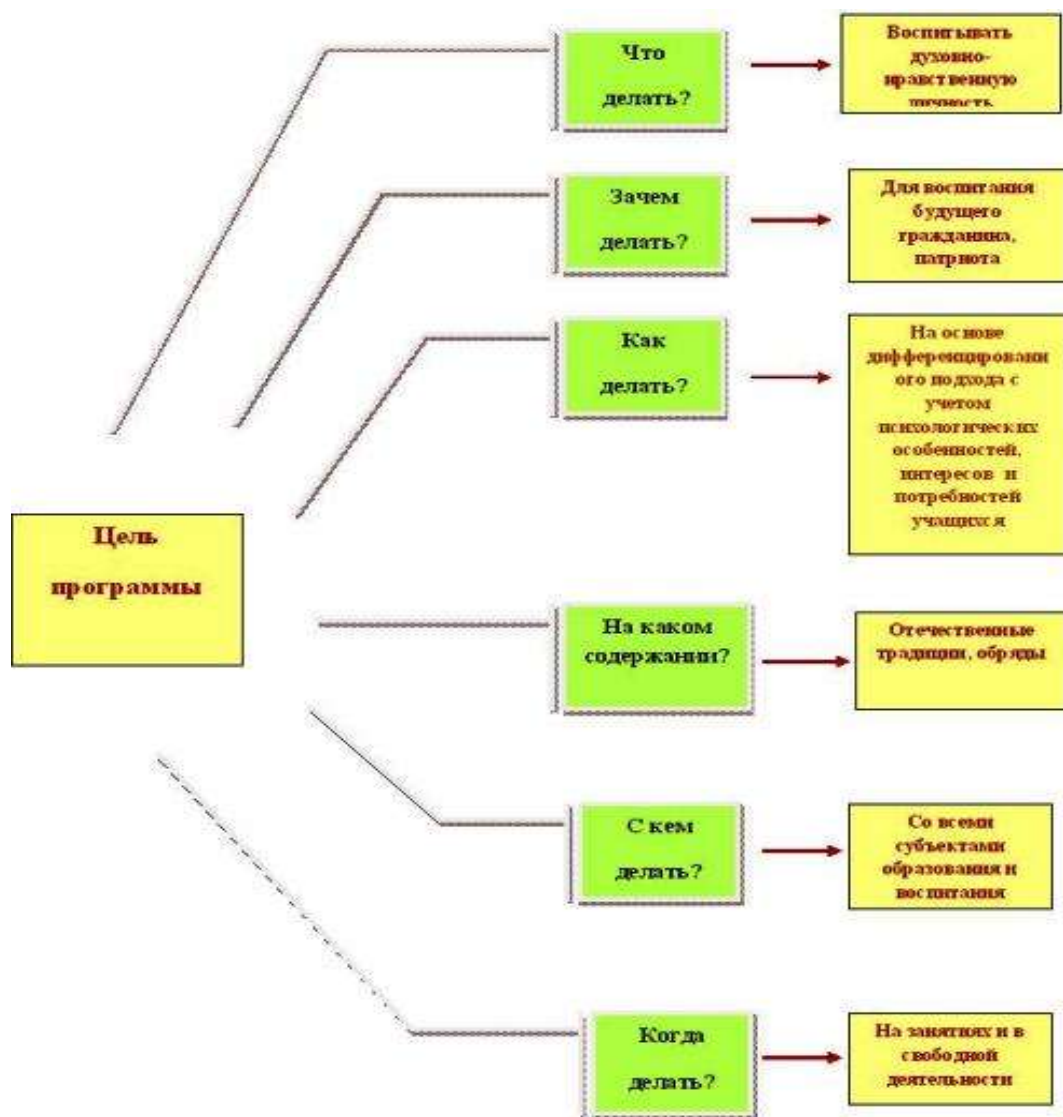 Что
делать?
Воспитывать
духовно-
нравственную
личность
Зачем
делать?
Для воспитания
будущего
гражданина,
патриота
Как
делать?
На основе
дифференцированн
ого подхода с
учетом
психологических
особенностей,
интересов и
потребностей
учащихся
Цель
программы
На каком
содержании?
Отечественные
традиции, обряды
С кем
делать?
Со всеми
субъектами
образования и
воспитания
Когда
делать?
На занятиях и в
свободной
деятельности